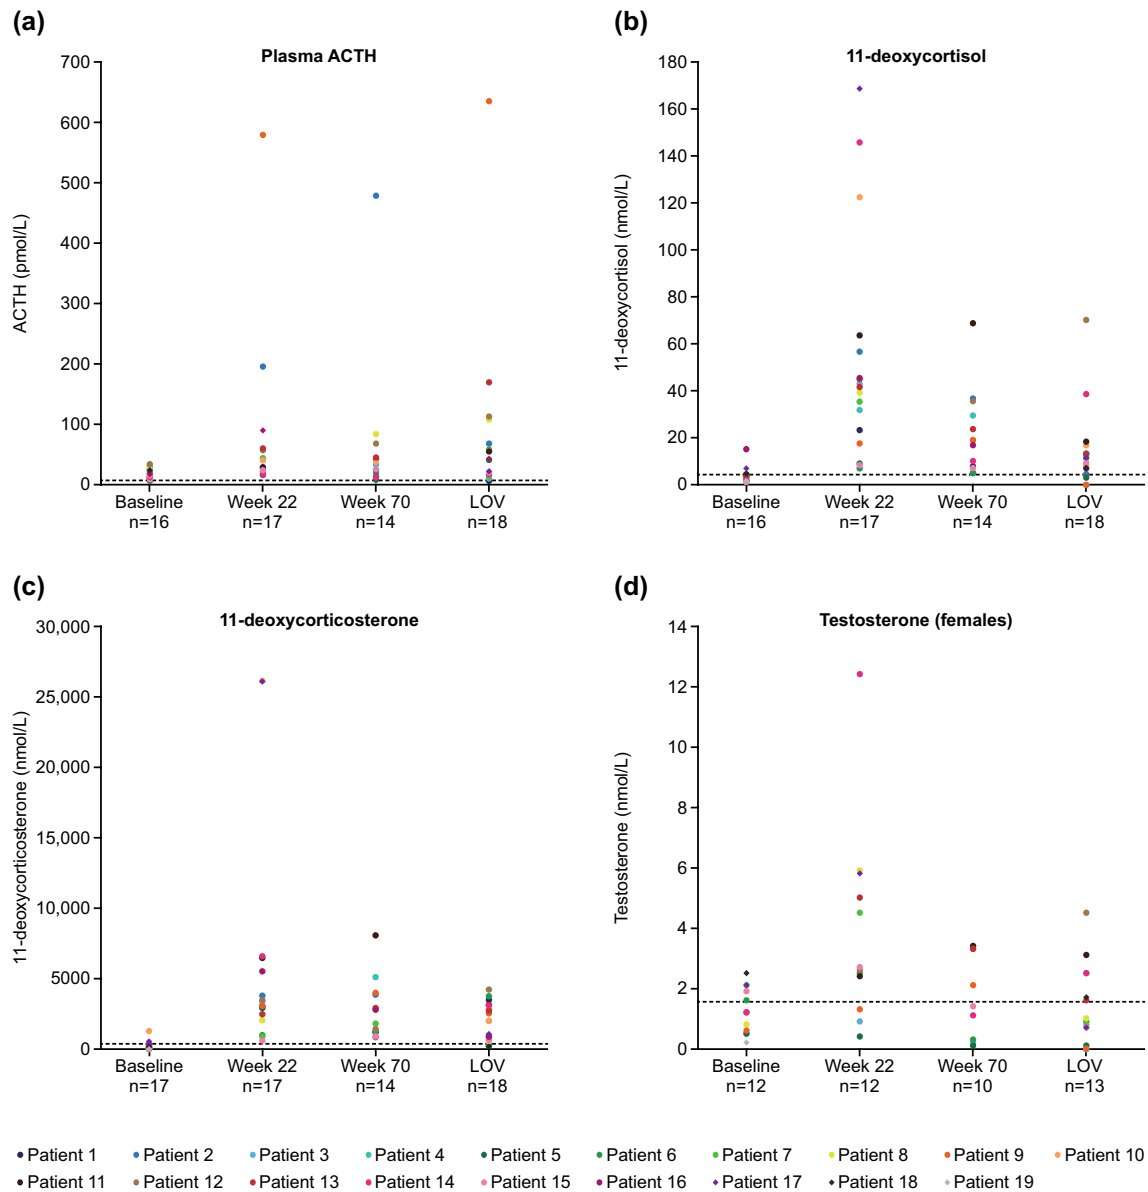 (a)
Plasma ACTH
ACTH (pmol/L)
700
600
500
400
300
200
100
0
Baseline Week 22 Week 70 LOV
n=16 n=17 n=14 n=18
(b)
11-deoxycortisol
11-deoxycortisol (nmol/L)
180
160
140
120
100
80
60
40
20
0
Baseline Week 22 Week 70 LOV
n=16 n=17 n=14 n=18
(c)
11-deoxycorticosterone
11-deoxycorticosterone (nmol/L)
30,000
25,000
20,000
15,000
10,000
5000
0
Baseline Week 22 Week 70 LOV
n=17 n=17 n=14 n=18
(d)
Testosterone (females)
Testosterone (nmol/L)
14
12
10
8
6
4
2
0
Baseline Week 22 Week 70 LOV
n=12 n=12 n=10 n=13
Patient 1 Patient 2 Patient 3 Patient 4 Patient 5 Patient 6 Patient 7 Patient 8 Patient 9 Patient 10
Patient 11 Patient 12 Patient 13 Patient 14 Patient 15 Patient 16 Patient 17 Patient 18 Patient 19